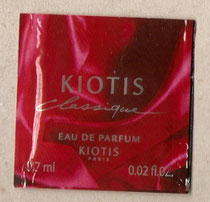 KIOTIS
classique
EAU DE PARFUM
KIOTIS
PARIS
0.7 ml 0.02 fl.oz.